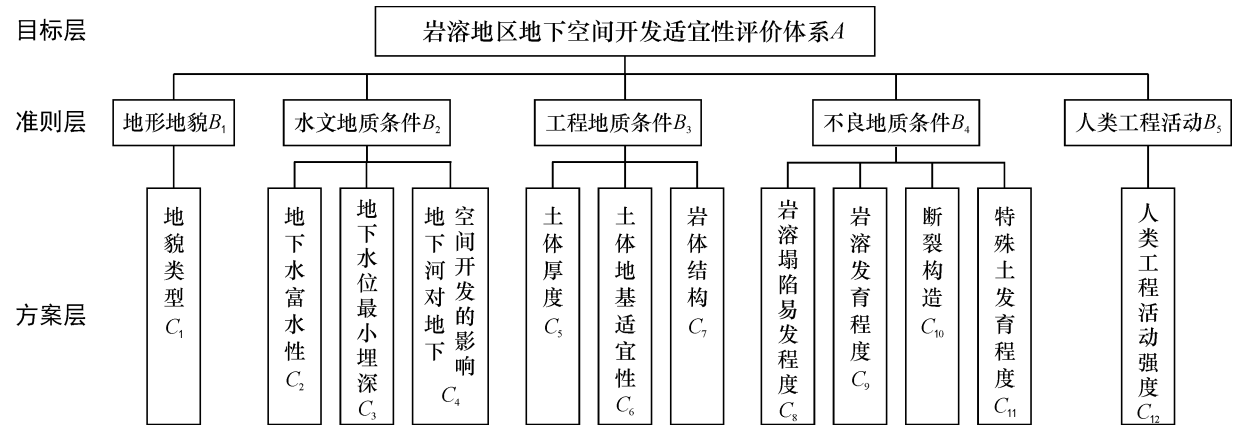 目标层
岩溶地区地下空间开发适宜性评价体系A
准则层
地形地貌B1
水文地质条件B2
工程地质条件B3
不良地质条件B4
人类工程活动B5
方案层
地貌类型C1
地下水富水性C2
地下水位最小埋深C3
地下河对地下
空间开发的影响C4
土体厚度C5
土体地基适宜性C6
岩体结构C7
岩溶塌陷易发程度C8
岩溶发育程度C9
断裂构造C10
特殊土发育程度C11
人类工程活动强度C12